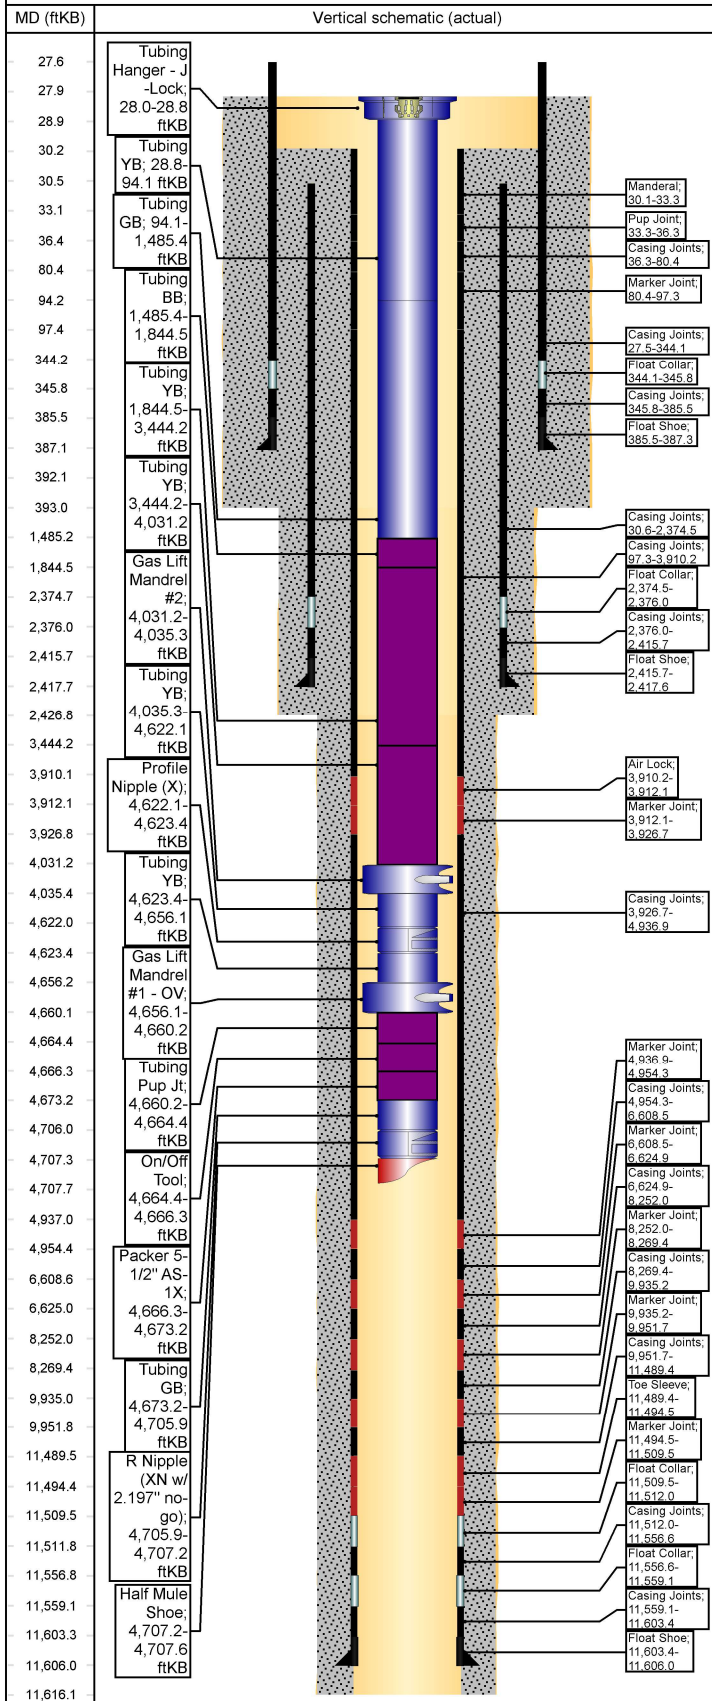 MD (ftKB)
Vertical schematic (actual)
27.6
27.9
28.9
30.2
30.5
33.1
36.4
80.4
94.2
97.4
344.2
345.8
385.5
387.1
392.1
393.0
1,485.2
1,844.5
2,374.7
2,376.0
2,415.7
2,417.7
2,426.8
3,444.2
3,910.1
3,912.1
3,926.8
4,031.2
4,035.4
4,622.0
4,623.4
4,656.2
4,660.1
4,664.4
4,666.3
4,673.2
4,706.0
4,707.3
4,707.7
4,937.0
4,954.4
6,608.6
6,625.0
8,252.0
8,269.4
9,935.0
9,951.8
11,489.5
11,494.4
11,509.5
11,511.8
11,556.8
11,559.1
11,603.3
11,606.0
11,616.1
Tubing
Hanger - J
-Lock;
28.0-28.8
ftKB
Tubing
YB; 28.8-
94.1 ftKB
Tubing
GB; 94.1-
1,485.4
ftKB
Tubing
BB;
1,485.4-
1,844.5
ftKB
Tubing
YB;
1,844.5-
3,444.2
ftKB
Tubing
YB;
3,444.2-
4,031.2
ftKB
Gas Lift
Mandrel
#2;
4,031.2-
4,035.3
ftKB
Tubing
YB;
4,035.3-
4,622.1
ftKB
Profile
Nipple (X);
4,622.1-
4,623.4
ftKB
Tubing
YB;
4,623.4-
4,656.1
ftKB
Gas Lift
Mandrel
#1 - OV;
4,656.1-
4,660.2
ftKB
Tubing
Pup Jt;
4,660.2-
4,664.4
ftKB
On/Off
Tool;
4,664.4-
4,666.3
ftKB
Packer 5-
1/2" AS-
1X;
4,666.3-
4,673.2
ftKB
Tubing
GB;
4,673.2-
4,705.9
ftKB
R Nipple
(XN w/
2.197" no-
go);
4,705.9-
4,707.2
ftKB
Half Mule
Shoe;
4,707.2-
4,707.6
ftKB
Manderal;
30.1-33.3
Pup Joint;
33.3-36.3
Casing Joints;
36.3-80.4
Marker Joint;
80.4-97.3
Casing Joints;
27.5-344.1
Float Collar;
344.1-345.8
Casing Joints;
345.8-385.5
Float Shoe;
385.5-387.3
Casing Joints;
30.6-2,374.5
Casing Joints;
97.3-3,910.2
Float Collar;
2,374.5-
2,376.0
Casing Joints;
2,376.0-
2,415.7
Float Shoe;
2,415.7-
2,417.6
Air Lock;
3,910.2-
3,912.1
Marker Joint;
3,912.1-
3,926.7
Casing Joints;
3,926.7-
4,936.9
Marker Joint;
4,936.9-
4,954.3
Casing Joints;
4,954.3-
6,608.5
Marker Joint;
6,608.5-
6,624.9
Casing Joints;
6,624.9-
8,252.0
Marker Joint;
8,252.0-
8,269.4
Casing Joints;
8,269.4-
9,935.2
Marker Joint;
9,935.2-
9,951.7
Casing Joints;
9,951.7-
11,489.4
Toe Sleeve;
11,489.4-
11,494.5
Marker Joint;
11,494.5-
11,509.5
Float Collar;
11,509.5-
11,512.0
Casing Joints;
11,512.0-
11,556.6
Float Collar;
11,556.6-
11,559.1
Casing Joints;
11,559.1-
11,603.4
Float Shoe;
11,603.4-
11,606.0